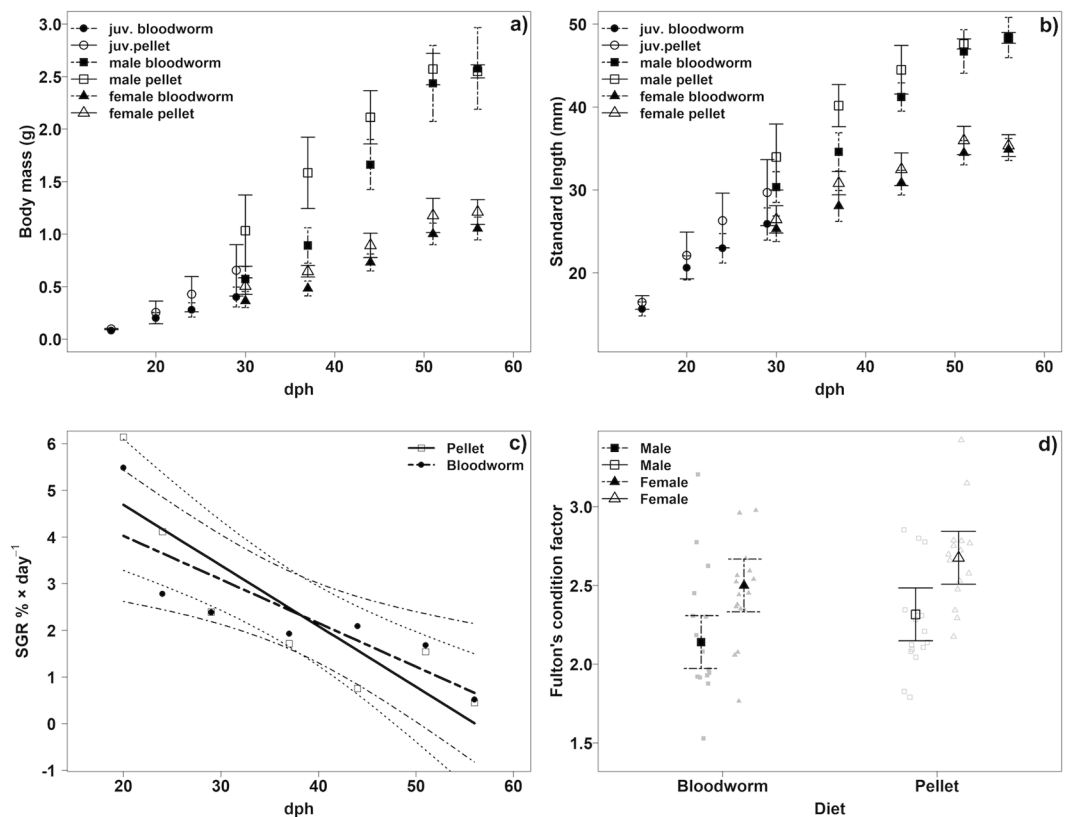 a)
juv. bloodworm
juv.pellet
male bloodworm
male pellet
female bloodworm
female pellet
Body mass (g)
3.0
2.5
2.0
1.5
1.0
0.5
0.0
20 30 40 50 60
dph
b)
juv. bloodworm
juv.pellet
male bloodworm
male pellet
female bloodworm
female pellet
Standard length (mm)
50
40
30
20
20 30 40 50 60
dph
c)
Pellet
Bloodworm
SGR % × day⁻¹
6
5
4
3
2
1
0
-1
20 30 40 50 60
dph
d)
Male
Male
Female
Female
Fulton's condition factor
3.0
2.5
2.0
1.5
Bloodworm Pellet
Diet